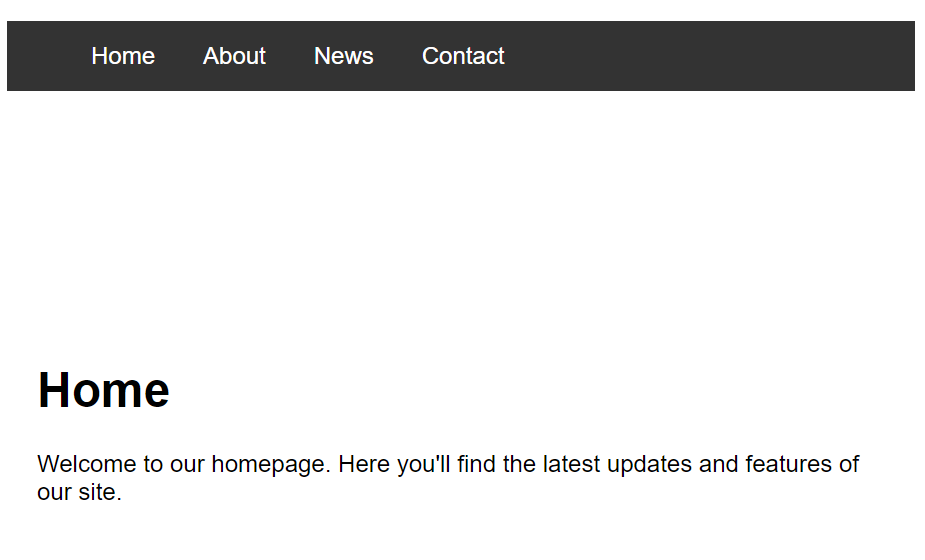 Home About News Contact
Home
Welcome to our homepage. Here you'll find the latest updates and features of
our site.